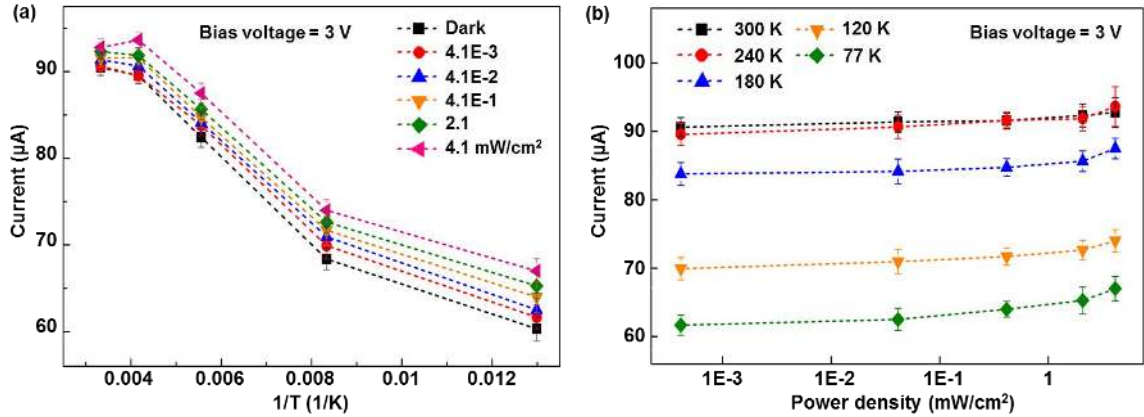 (a)
Bias voltage = 3 V
Dark
4.1E-3
4.1E-2
4.1E-1
2.1
4.1 mW/cm²
90
80
70
60
Current (µA)
0.004
0.006
0.008
0.01
0.012
1/T (1/K)
(b)
300 K
240 K
180 K
120 K
77 K
Bias voltage = 3 V
100
90
80
70
60
Current (µA)
1E-3
1E-2
1E-1
1
Power density (mW/cm²)